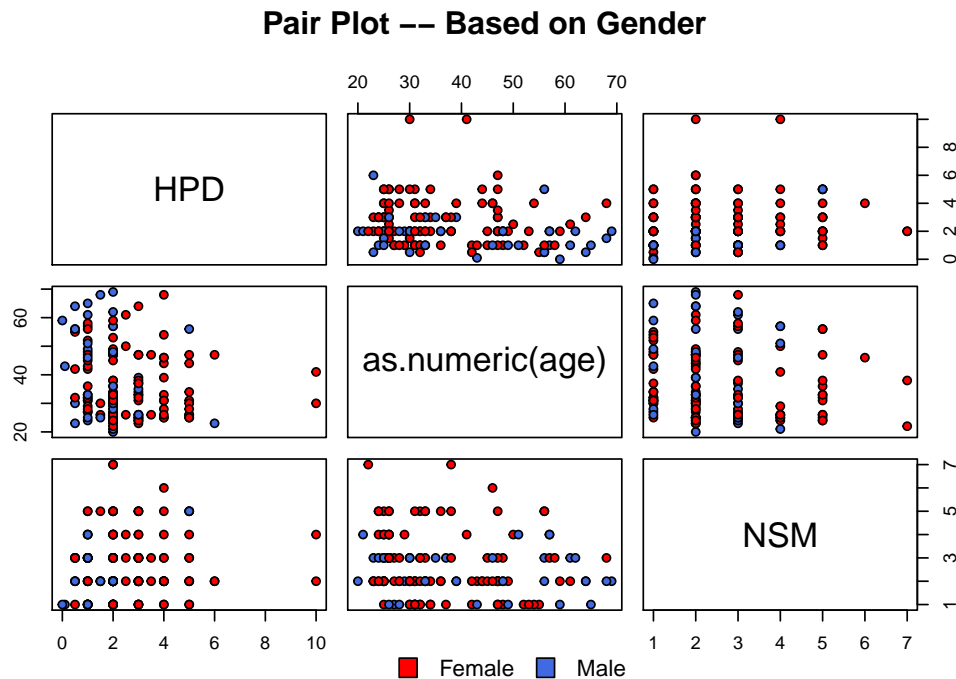 Pair Plot −− Based on Gender
20 30 40 50 60 70
HPD
0 2 4 6 8
20 40 60
as.numeric(age)
NSM
1 3 5 7
0 2 4 6 8 10
1 2 3 4 5 6 7
Female Male